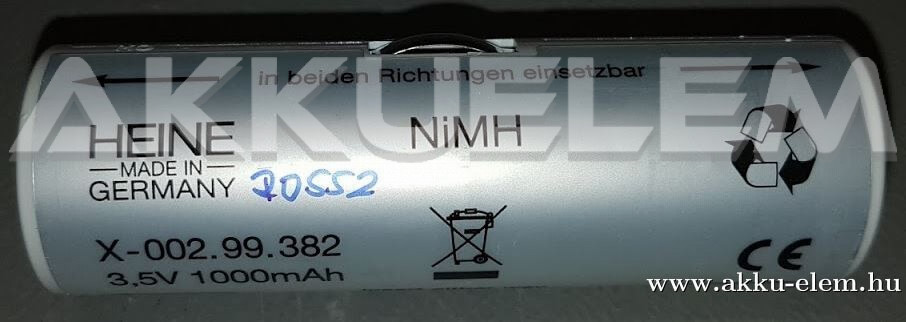 in beiden Richtungen einsetzbar
AKKUELEM
HEINE
NiMH
MADE IN
GERMANY
X-002.99.382
3,5V 1000mAh
CE
www.akku-elem.hu